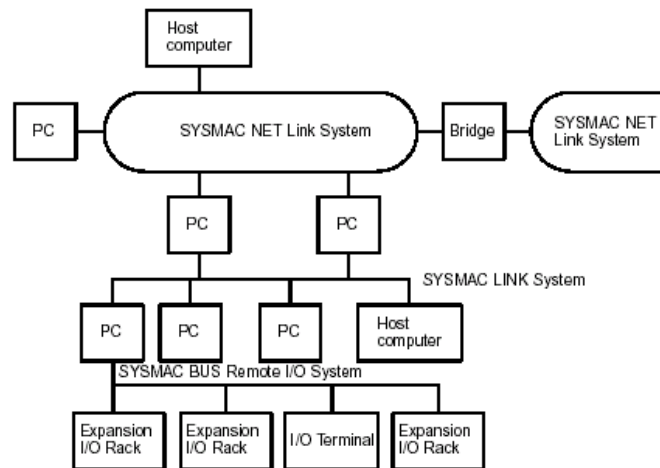 Host
computer
PC
SYSMAC NET Link System
Bridge
SYSMAC NET
Link System
PC
PC
SYSMAC LINK System
PC
PC
PC
Host
computer
SYSMAC BUS Remote I/O System
Expansion
I/O Rack
Expansion
I/O Rack
I/O Terminal
Expansion
I/O Rack